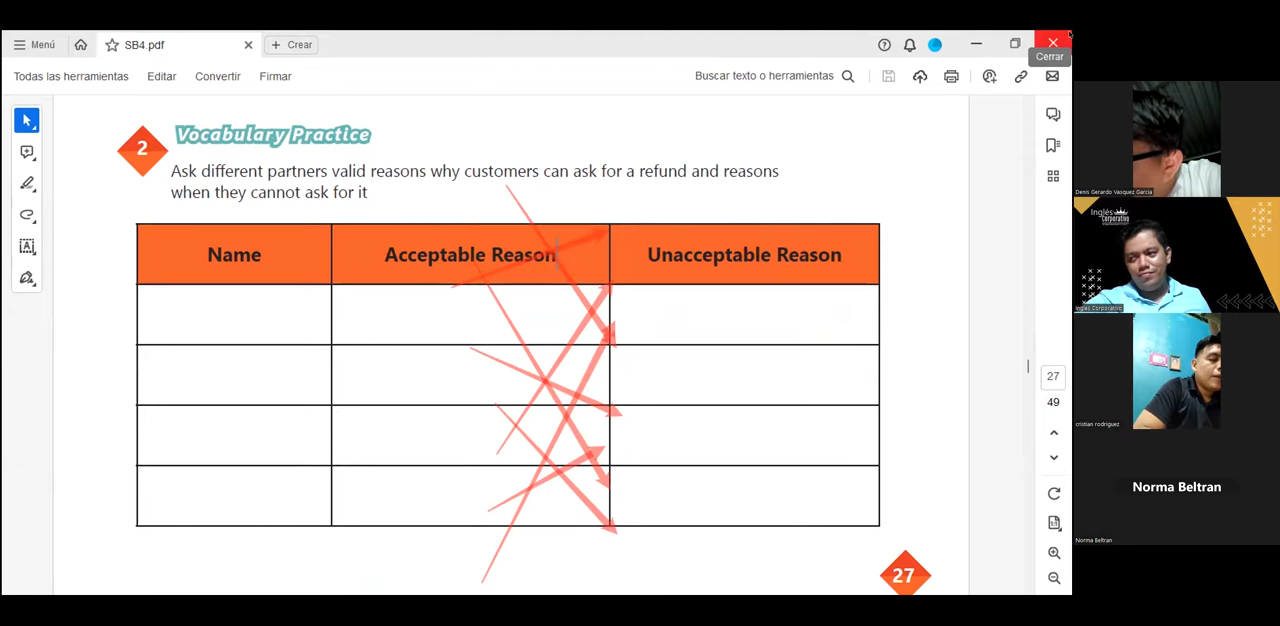 Menú
SB4.pdf
Crear
Cerrar
Todas las herramientas
Editar
Convertir
Firmar
Buscar texto o herramientas
2
Vocabulary Practice
Ask different partners valid reasons why customers can ask for a refund and reasons
when they cannot ask for it
Name
Acceptable Reason
Unacceptable Reason
27
27
49
Denis Gerardo Vasquez Garcia
Inglés
Corporativo
Inglés Corporativo
cristian rodriguez
Norma Beltran
Norma Beltran